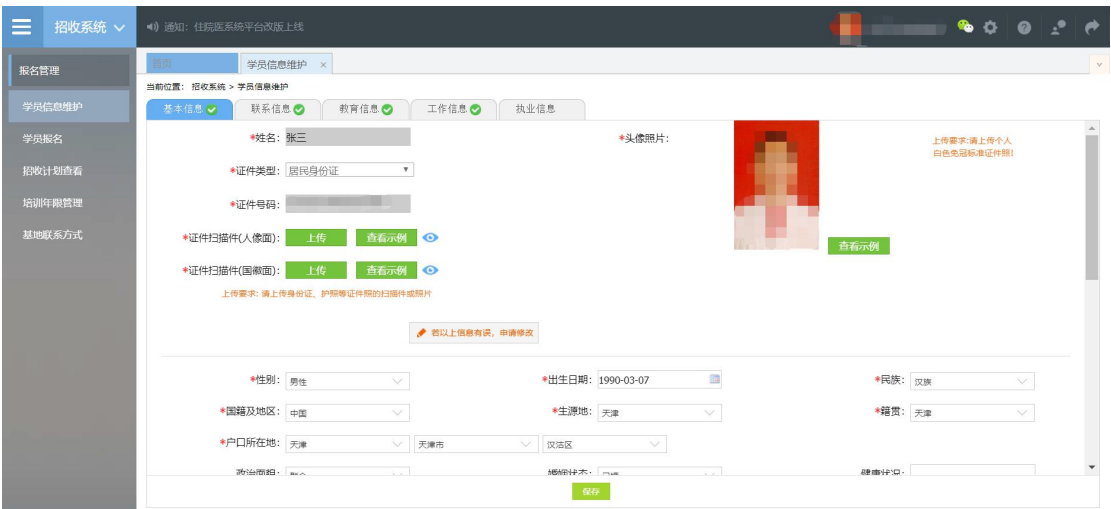 招收系统
通知：住院医系统平台改版上线
报名管理
学员信息维护
学员报名
招收计划查看
培训年限管理
基地联系方式
首页
学员信息维护 ×
当前位置： 招收系统 > 学员信息维护
基本信息 联系信息 教育信息 工作信息 执业信息
*姓名： 张三
*头像照片：
上传要求:请上传个人
白色免冠标准证件照!
*证件类型： 居民身份证
*证件号码：
*证件扫描件(人像面)： 上传 查看示例
查看示例
*证件扫描件(国徽面)： 上传 查看示例
上传要求: 请上传身份证、护照等证件照的扫描件或照片
若以上信息有误，申请修改
*性别： 男性 *出生日期： 1990-03-07 *民族： 汉族
*国籍及地区： 中国 *生源地： 天津 *籍贯： 天津
*户口所在地： 天津 天津市 汉沽区
政治面貌： 婚姻状态： 健康状况：
保存